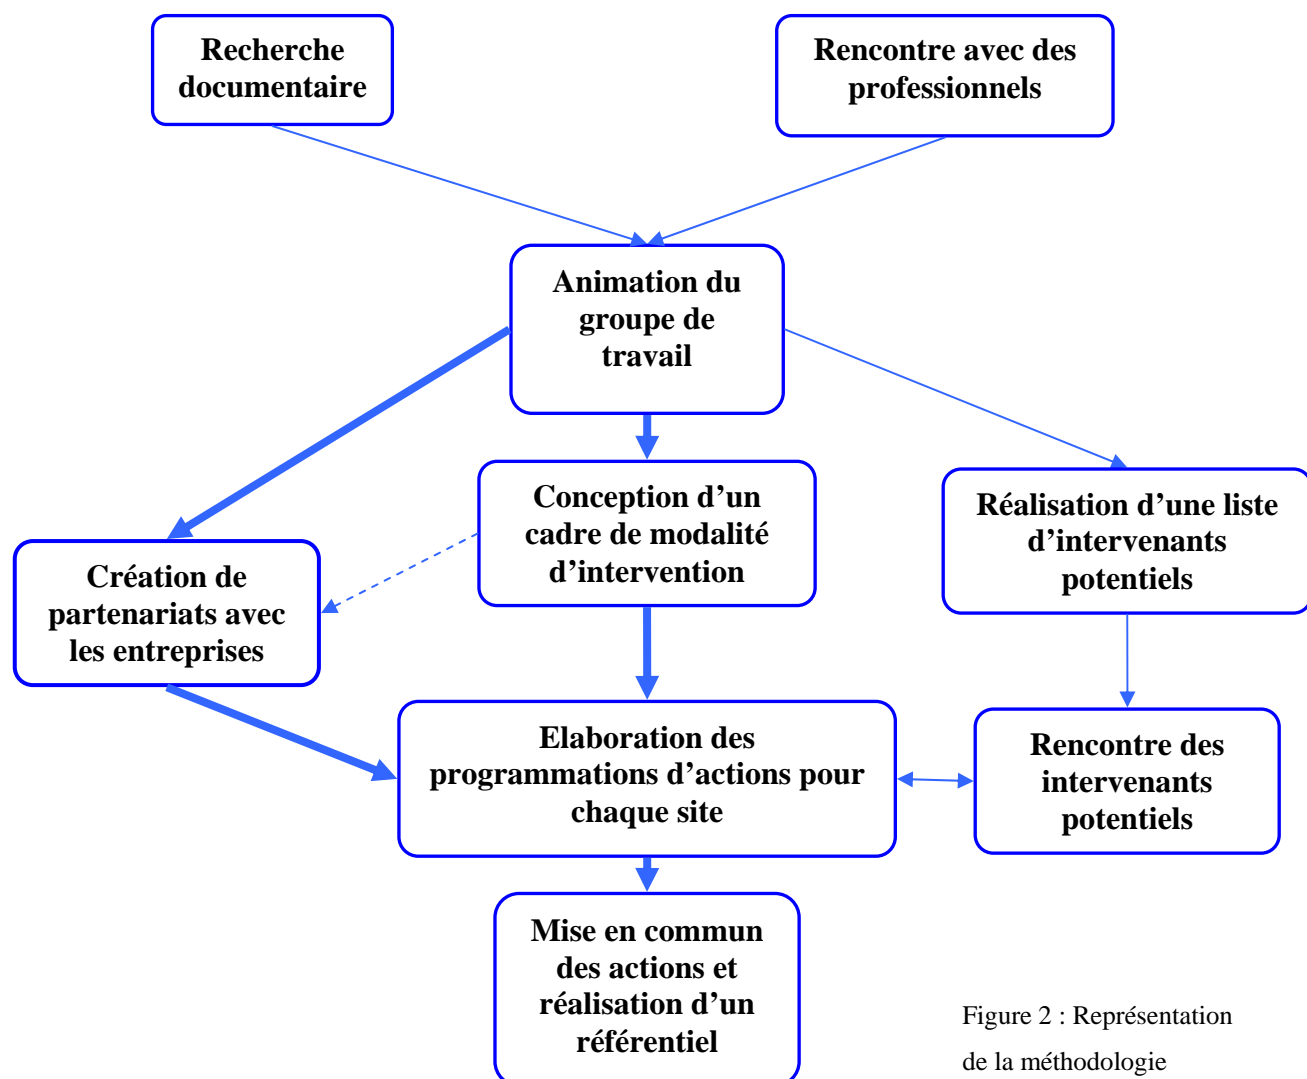 Recherche
documentaire
Rencontre avec des
professionnels
Animation du
groupe de
travail
Conception d’un
cadre de modalité
d’intervention
Réalisation d’une liste
d’intervenants
potentiels
Création de
partenariats avec
les entreprises
Elaboration des
programmations d’actions pour
chaque site
Rencontre des
intervenants
potentiels
Mise en commun
des actions et
réalisation d’un
référentiel
Figure 2 : Représentation
de la méthodologie